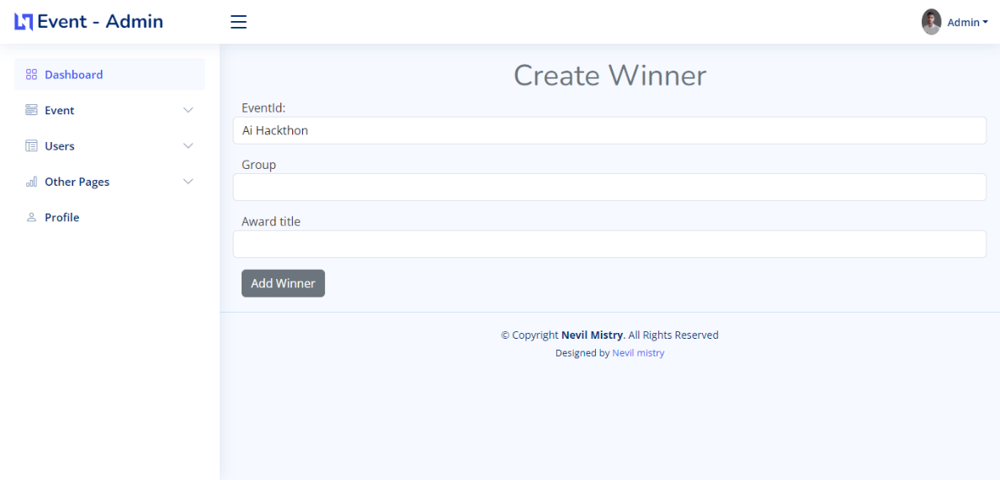 Event - Admin
Admin
Dashboard
Event
Users
Other Pages
Profile
Create Winner
EventId:
Ai Hackthon
Group
Award title
Add Winner
© Copyright Nevil Mistry. All Rights Reserved
Designed by Nevil mistry